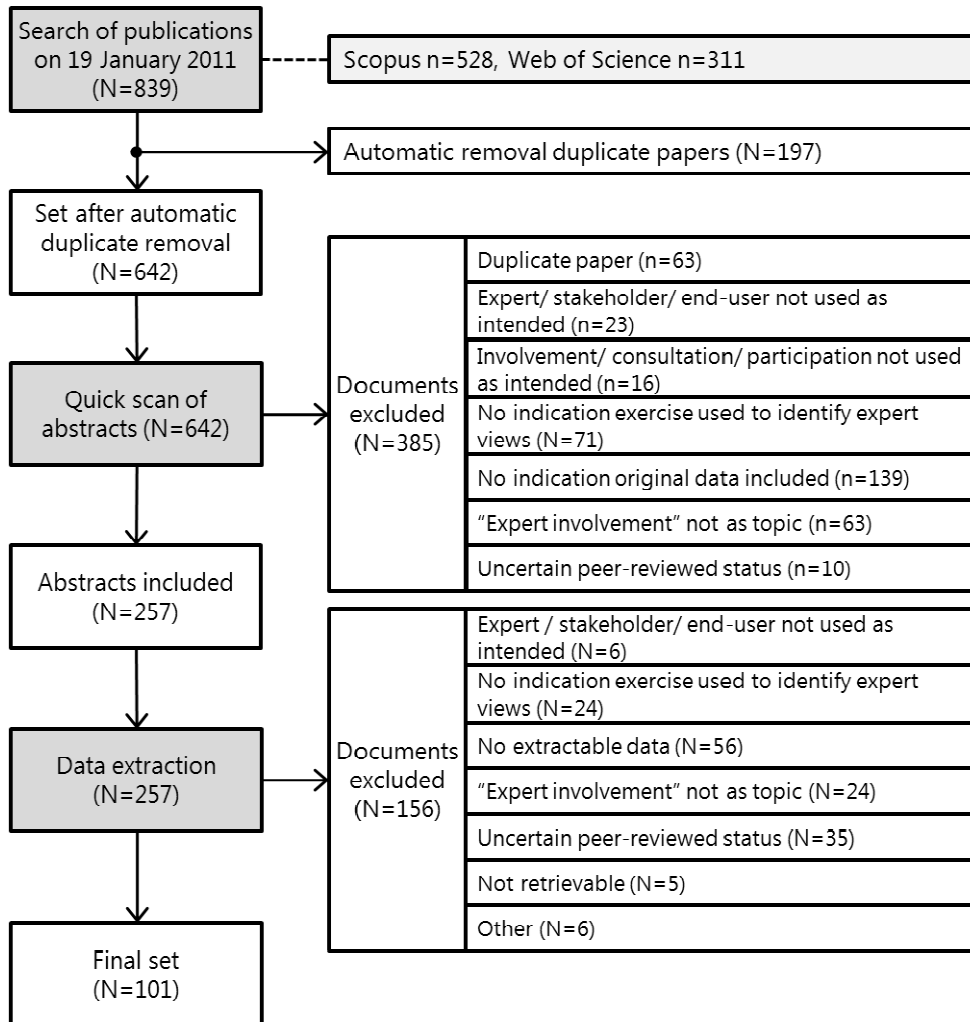 Search of publications
on 19 January 2011
(N=839)
Scopus n=528, Web of Science n=311
Automatic removal duplicate papers (N=197)
Set after automatic
duplicate removal
(N=642)
Quick scan of
abstracts (N=642)
Documents
excluded
(N=385)
Duplicate paper (n=63)
Expert/ stakeholder/ end-user not used as
intended (n=23)
Involvement/ consultation/ participation not used
as intended (n=16)
No indication exercise used to identify expert
views (N=71)
No indication original data included (n=139)
“Expert involvement” not as topic (n=63)
Uncertain peer-reviewed status (n=10)
Abstracts included
(N=257)
Data extraction
(N=257)
Documents
excluded
(N=156)
Expert / stakeholder/ end-user not used as
intended (N=6)
No indication exercise used to identify expert
views (N=24)
No extractable data (N=56)
“Expert involvement” not as topic (N=24)
Uncertain peer-reviewed status (N=35)
Not retrievable (N=5)
Other (N=6)
Final set
(N=101)